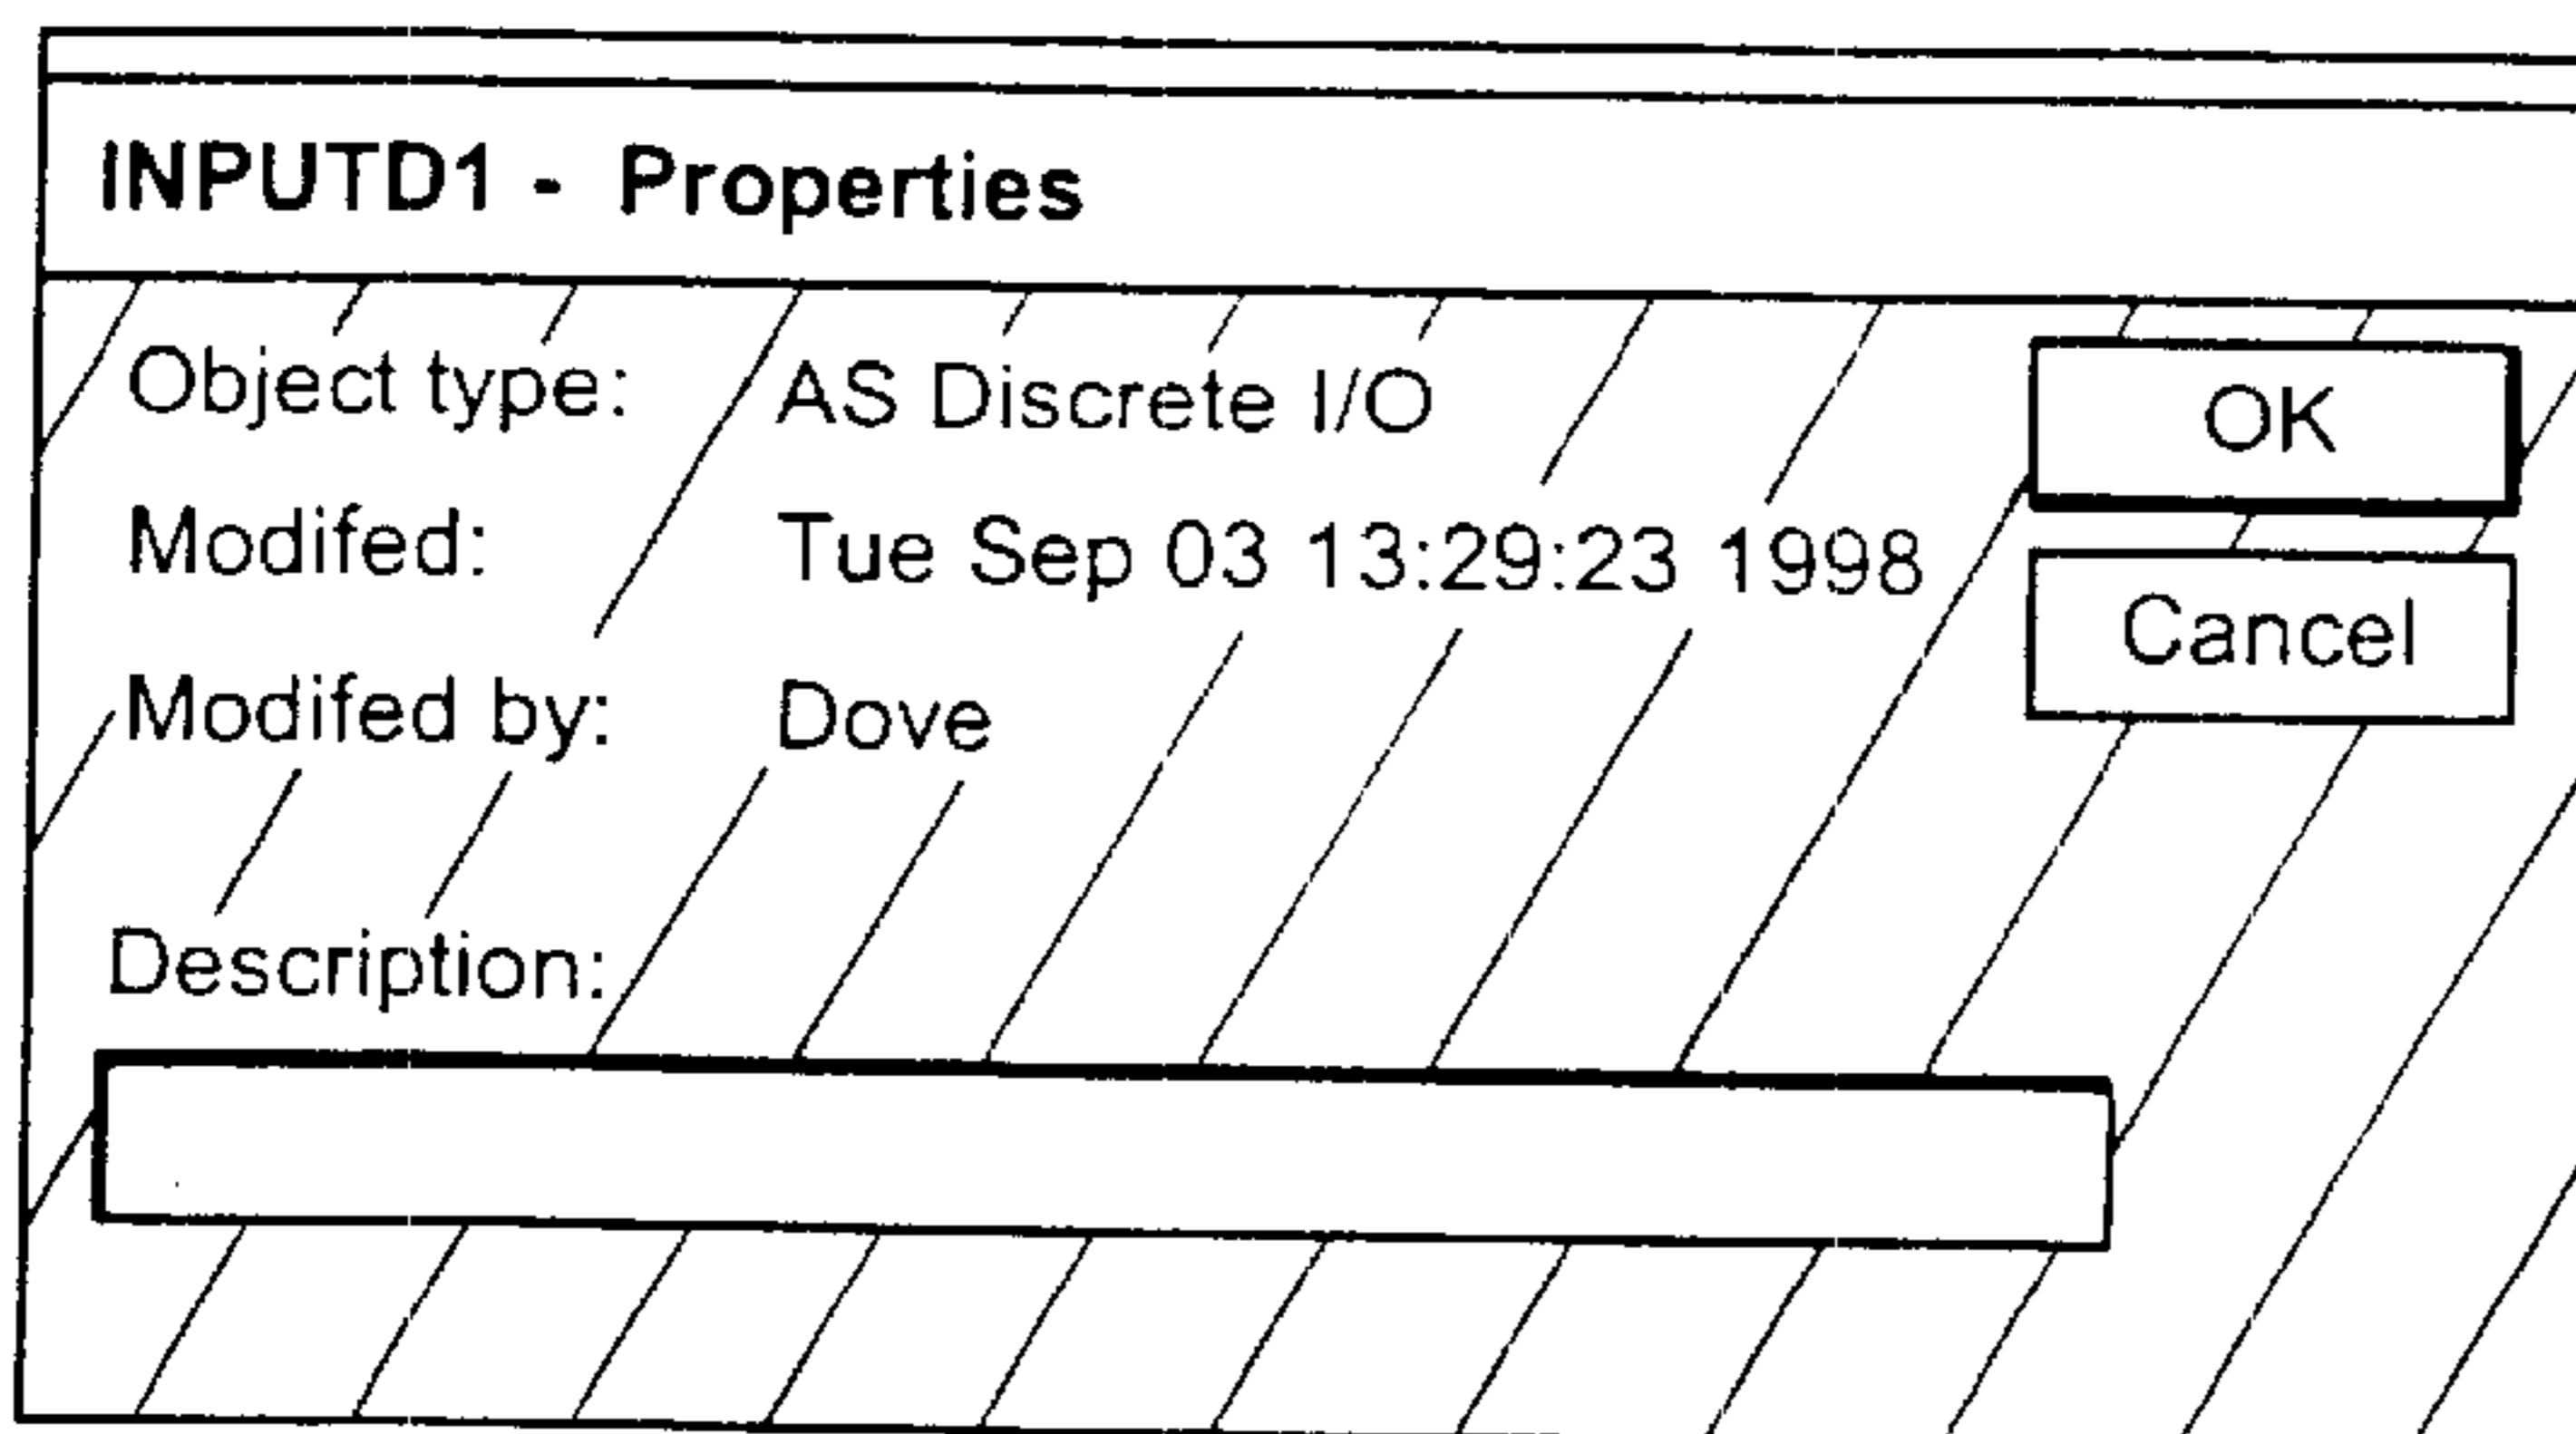 INPUTD1 - Properties
Object type: AS Discrete I/O
OK
Modifed: Tue Sep 03 13:29:23 1998
Cancel
Modifed by: Dove
Description: